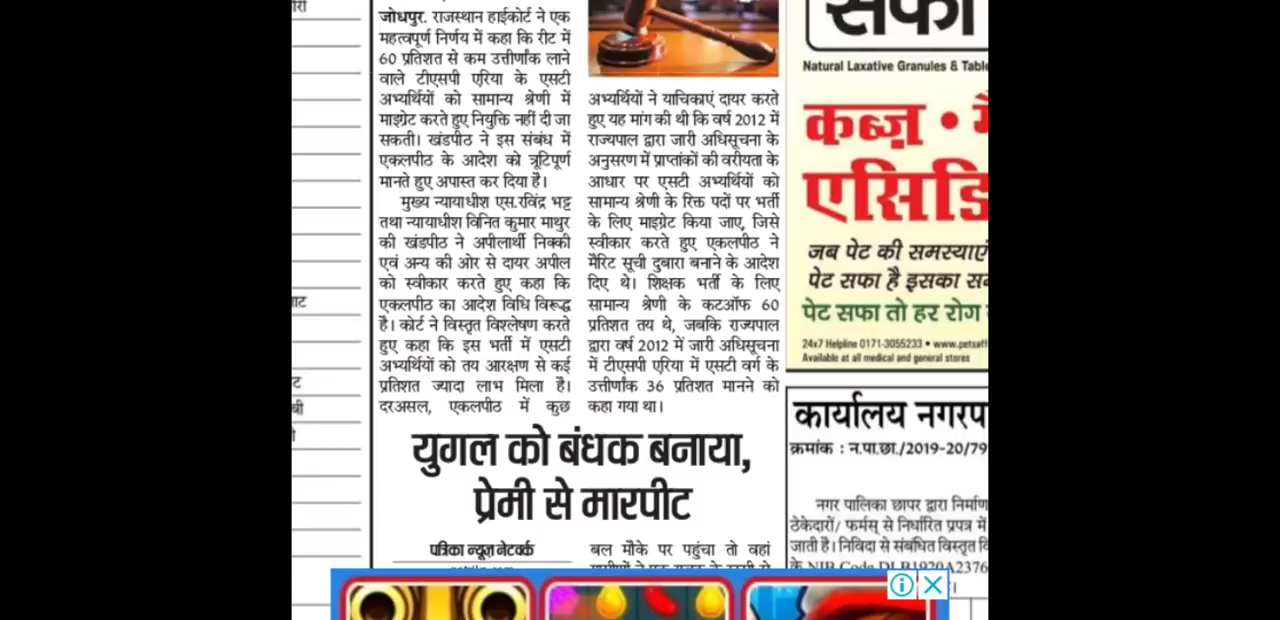 जोधपुर. राजस्थान हाईकोर्ट ने एक
महत्वपूर्ण निर्णय में कहा कि रीट में
60 प्रतिशत से कम उत्तीर्णांक लाने
वाले टीएसपी एरिया के एसटी
अभ्यर्थियों को सामान्य श्रेणी में
माइग्रेट करते हुए नियुक्ति नहीं दी जा
सकती। खंडपीठ ने इस संबंध में
एकलपीठ के आदेश को त्रूटिपूर्ण
मानते हुए अपास्त कर दिया है।
मुख्य न्यायाधीश एस.रविंद्र भट्ट
तथा न्यायाधीश विनित कुमार माथुर
की खंडपीठ ने अपीलार्थी निक्की
एवं अन्य की ओर से दायर अपील
को स्वीकार करते हुए कहा कि
एकलपीठ का आदेश विधि विरूद्ध
है। कोर्ट ने विस्तृत विश्लेषण करते
हुए कहा कि इस भर्ती में एसटी
अभ्यर्थियों को तय आरक्षण से कई
प्रतिशत ज्यादा लाभ मिला है।
दरअसल, एकलपीठ में कुछ
अभ्यर्थियों ने याचिकाएं दायर करते
हुए यह मांग की थी कि वर्ष 2012 में
राज्यपाल द्वारा जारी अधिसूचना के
अनुसरण में प्राप्तांकों की वरीयता के
आधार पर एसटी अभ्यर्थियों को
सामान्य श्रेणी के रिक्त पदों पर भर्ती
के लिए माइग्रेट किया जाए, जिसे
स्वीकार करते हुए एकलपीठ ने
मैरिट सूची दुबारा बनाने के आदेश
दिए थे। शिक्षक भर्ती के लिए
सामान्य श्रेणी के कटऑफ 60
प्रतिशत तय थे, जबकि राज्यपाल
द्वारा वर्ष 2012 में जारी अधिसूचना
में टीएसपी एरिया में एसटी वर्ग के
उत्तीर्णांक 36 प्रतिशत मानने को
कहा गया था।
युगल को बंधक बनाया,
प्रेमी से मारपीट
पत्रिका न्यूज नेटवर्क
बल मौके पर पहुंचा तो वहां
सफा
Natural Laxative Granules &
कब्ज़ •
एसिडि
जब पेट की समस्याएं
पेट सफा है इसका
पेट सफा तो हर रोग
24x7 Helpline 0171-3055233 • www.petsaff
Available at all medical and general stores
कार्यालय नगरप
क्रमांक : न.पा.छा./2019-20/79
नगर पालिका छापर द्वारा निर्माण
ठेकेदारों/ फर्मस् से निर्धारित प्रपत्र में
जाती है। निविदा से संबंधित विस्तृत
के NIB Code DLB1920A2376